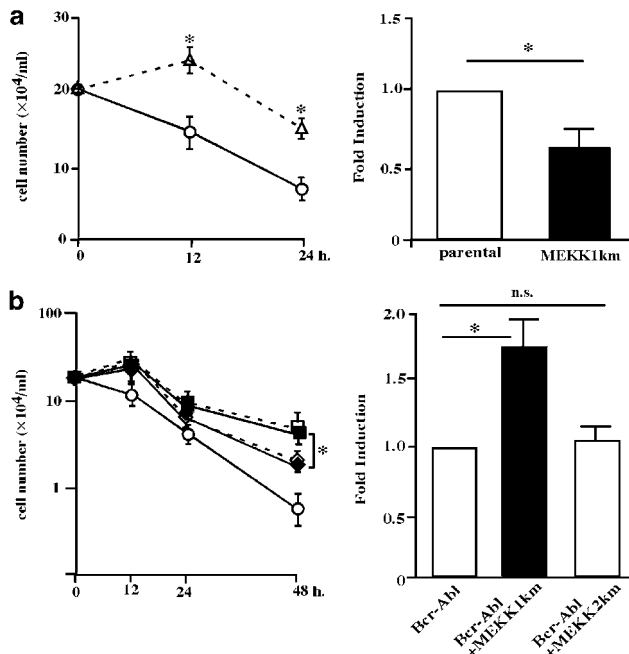 a
30
20
10
0
cell number (×10⁴/ml)
*
*
0
12
24 h.
1.5
1.0
0.5
0
Fold Induction
*
parental
MEKK1km
b
100
10
1
cell number (×10⁴/ml)
*
0
12
24
48 h.
n.s.
2.0
1.5
1.0
0.5
0
Fold Induction
*
Bcr-Abl
Bcr-Abl
+MEKK1km
Bcr-Abl
+MEKK2km